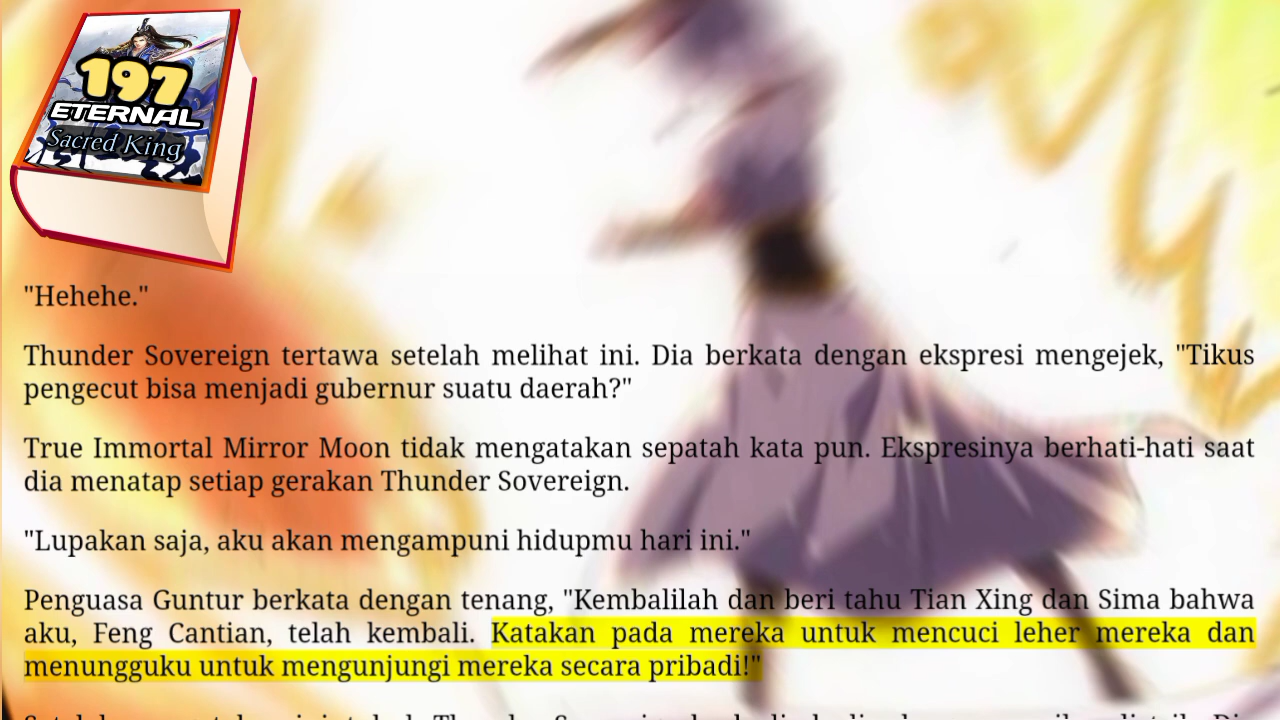 197
ETERNAL
Sacred King
"Hehehe."
Thunder Sovereign tertawa setelah melihat ini. Dia berkata dengan ekspresi mengejek, "Tikus
pengecut bisa menjadi gubernur suatu daerah?"
True Immortal Mirror Moon tidak mengatakan sepatah kata pun. Ekspresinya berhati-hati saat
dia menatap setiap gerakan Thunder Sovereign.
"Lupakan saja, aku akan mengampuni hidupmu hari ini."
Penguasa Guntur berkata dengan tenang, "Kembalilah dan beri tahu Tian Xing dan Sima bahwa
aku, Feng Cantian, telah kembali. Katakan pada mereka untuk mencuci leher mereka dan
menungguku untuk mengunjungi mereka secara pribadi!"